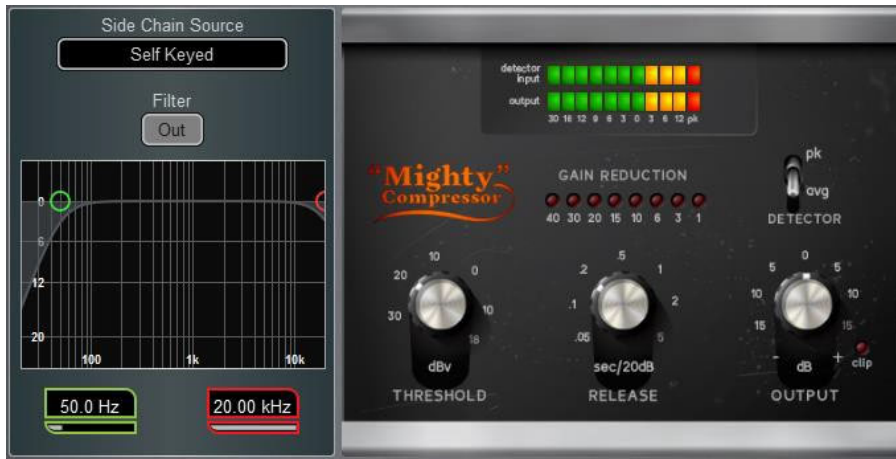 Side Chain Source
Self Keyed
Filter
Out
0
6
12
20
100 1k 10k
50.0 Hz 20.00 kHz
detector
input
output
30 16 12 9 6 3 0 3 6 12 pk
"Mighty"
Compressor
GAIN REDUCTION
40 30 20 15 10 6 3 1
pk
avg
DETECTOR
30 20 10 0 10 16
dBv
THRESHOLD
.05 .1 .2 .5 1 2 5
sec/20dB
RELEASE
15 10 5 0 5 10 15
- dB +
OUTPUT
clip